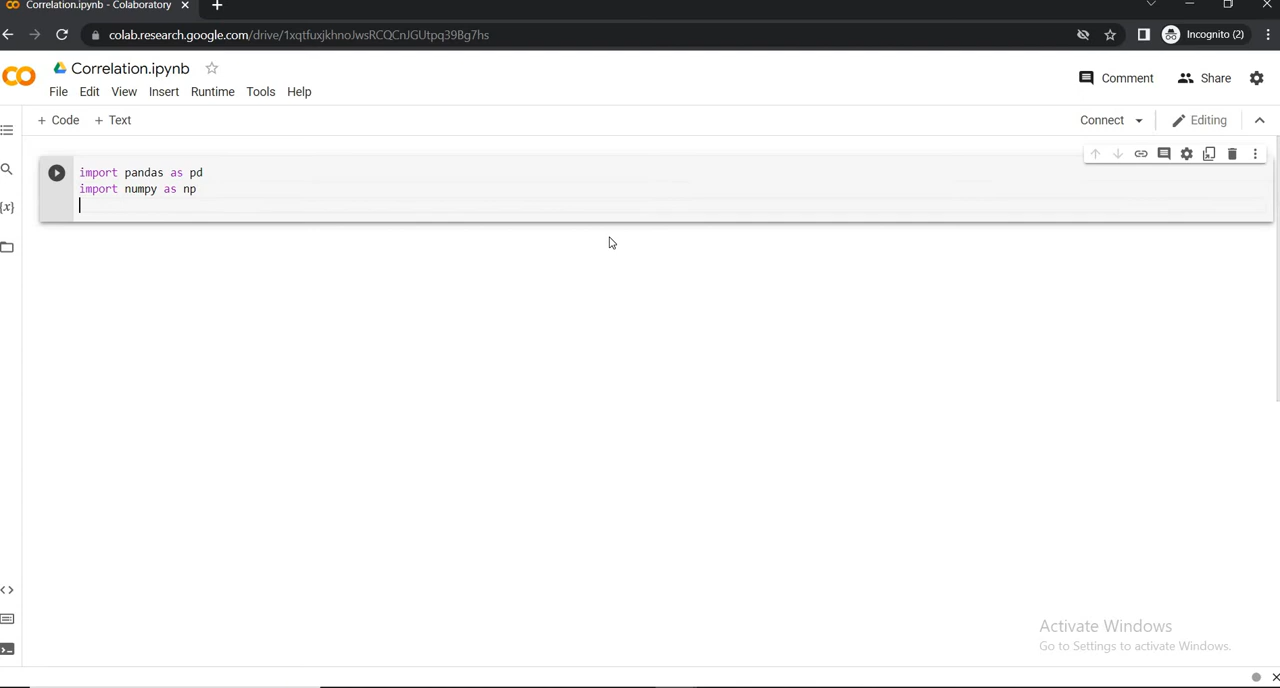 Correlation.ipynb - Colaboratory
colab.research.google.com/drive/1xqtfuxjkhnoJwsRCQCnJGUtpq39Bg7hs
Incognito (2)
Correlation.ipynb
Comment
Share
File Edit View Insert Runtime Tools Help
+ Code + Text
Connect
Editing
import pandas as pd
import numpy as np
{x}
Activate Windows
Go to Settings to activate Windows.